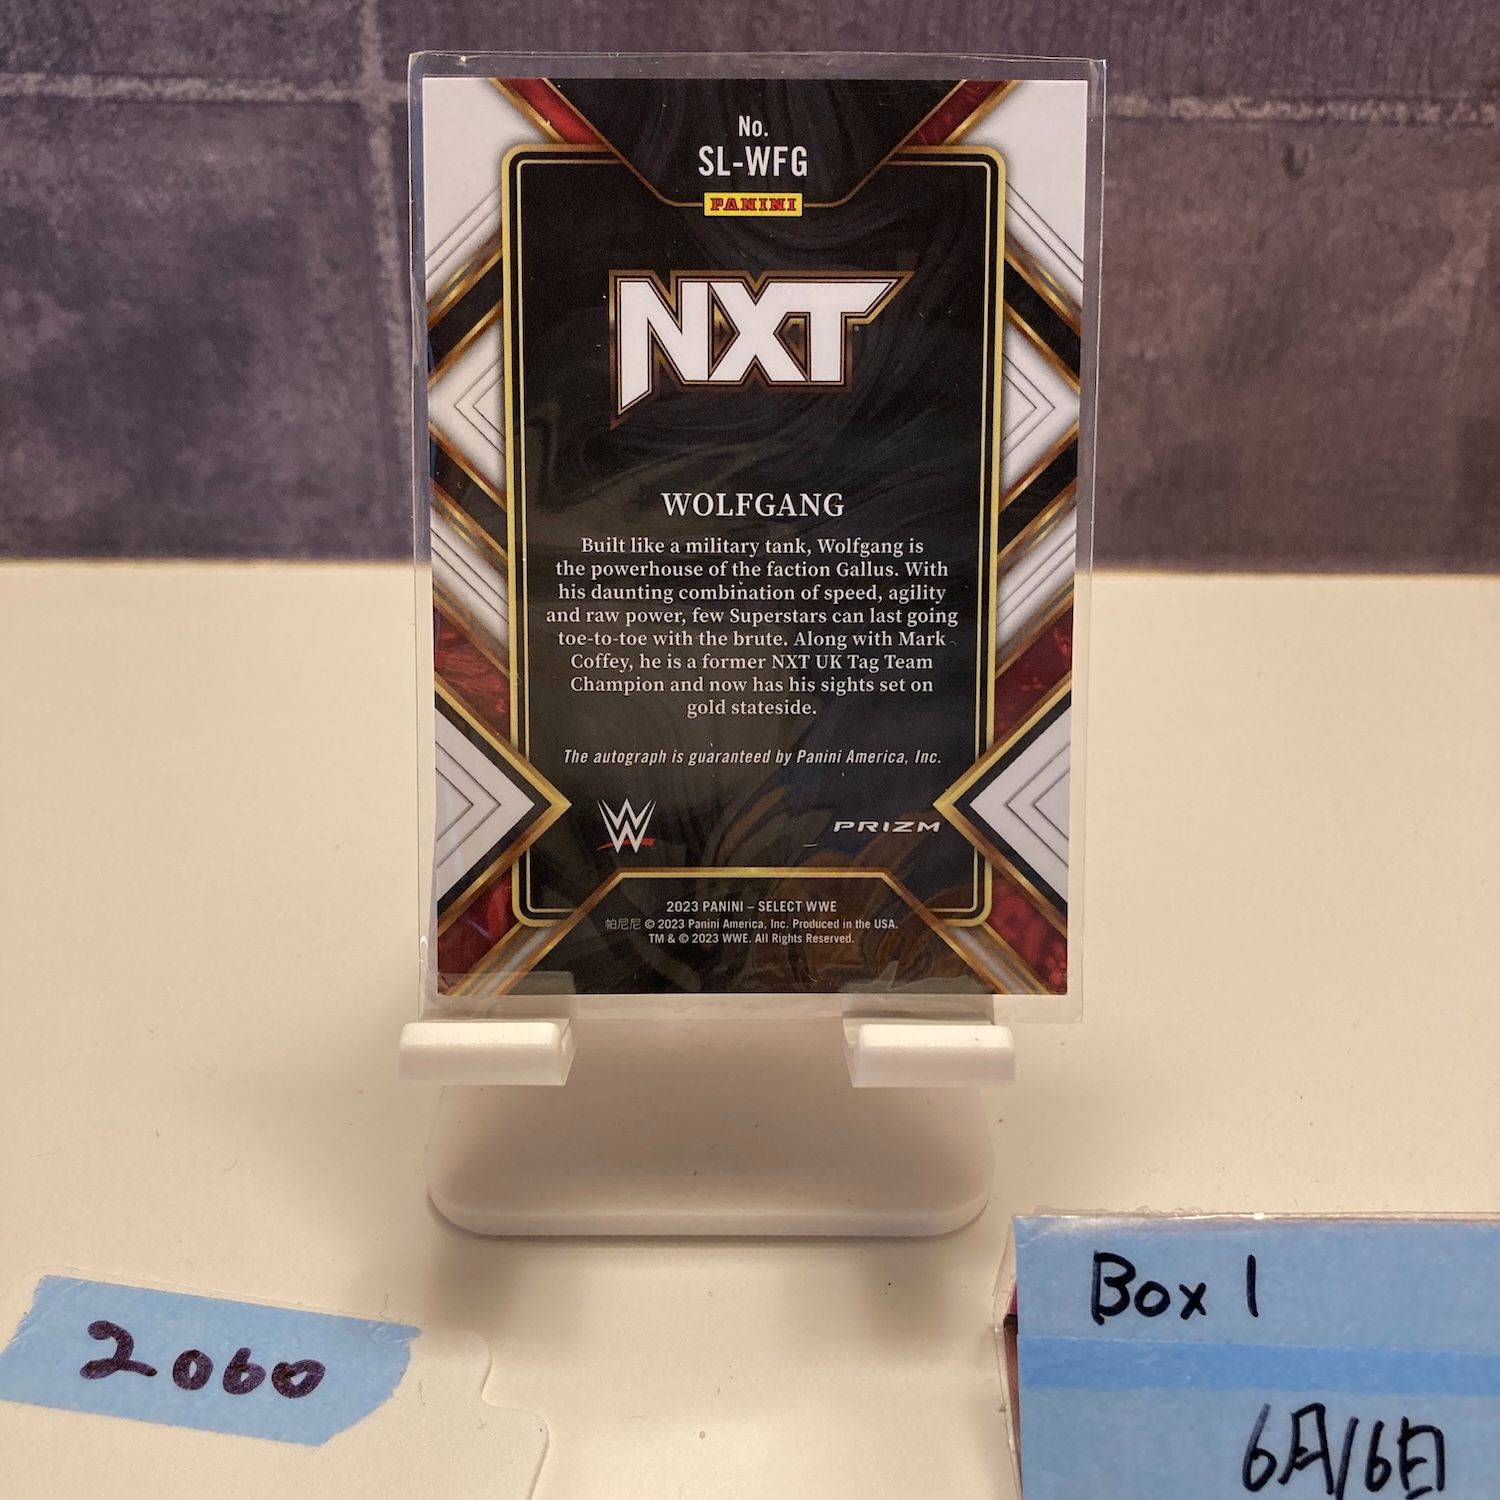 No.
SL-WFG
PANINI
NXT
WOLFGANG
Built like a military tank, Wolfgang is
the powerhouse of the faction Gallus. With
his daunting combination of speed, agility
and raw power, few Superstars can last going
toe-to-toe with the brute. Along with Mark
Coffey, he is a former NXT UK Tag Team
Champion and now has his sights set on
gold stateside.
The autograph is guaranteed by Panini America, Inc.
W
PRIZM
2023 PANINI – SELECT WWE
帕尼尼 © 2023 Panini America, Inc. Produced in the USA.
TM & © 2023 WWE. All Rights Reserved.
2060
Box 1
6月16日